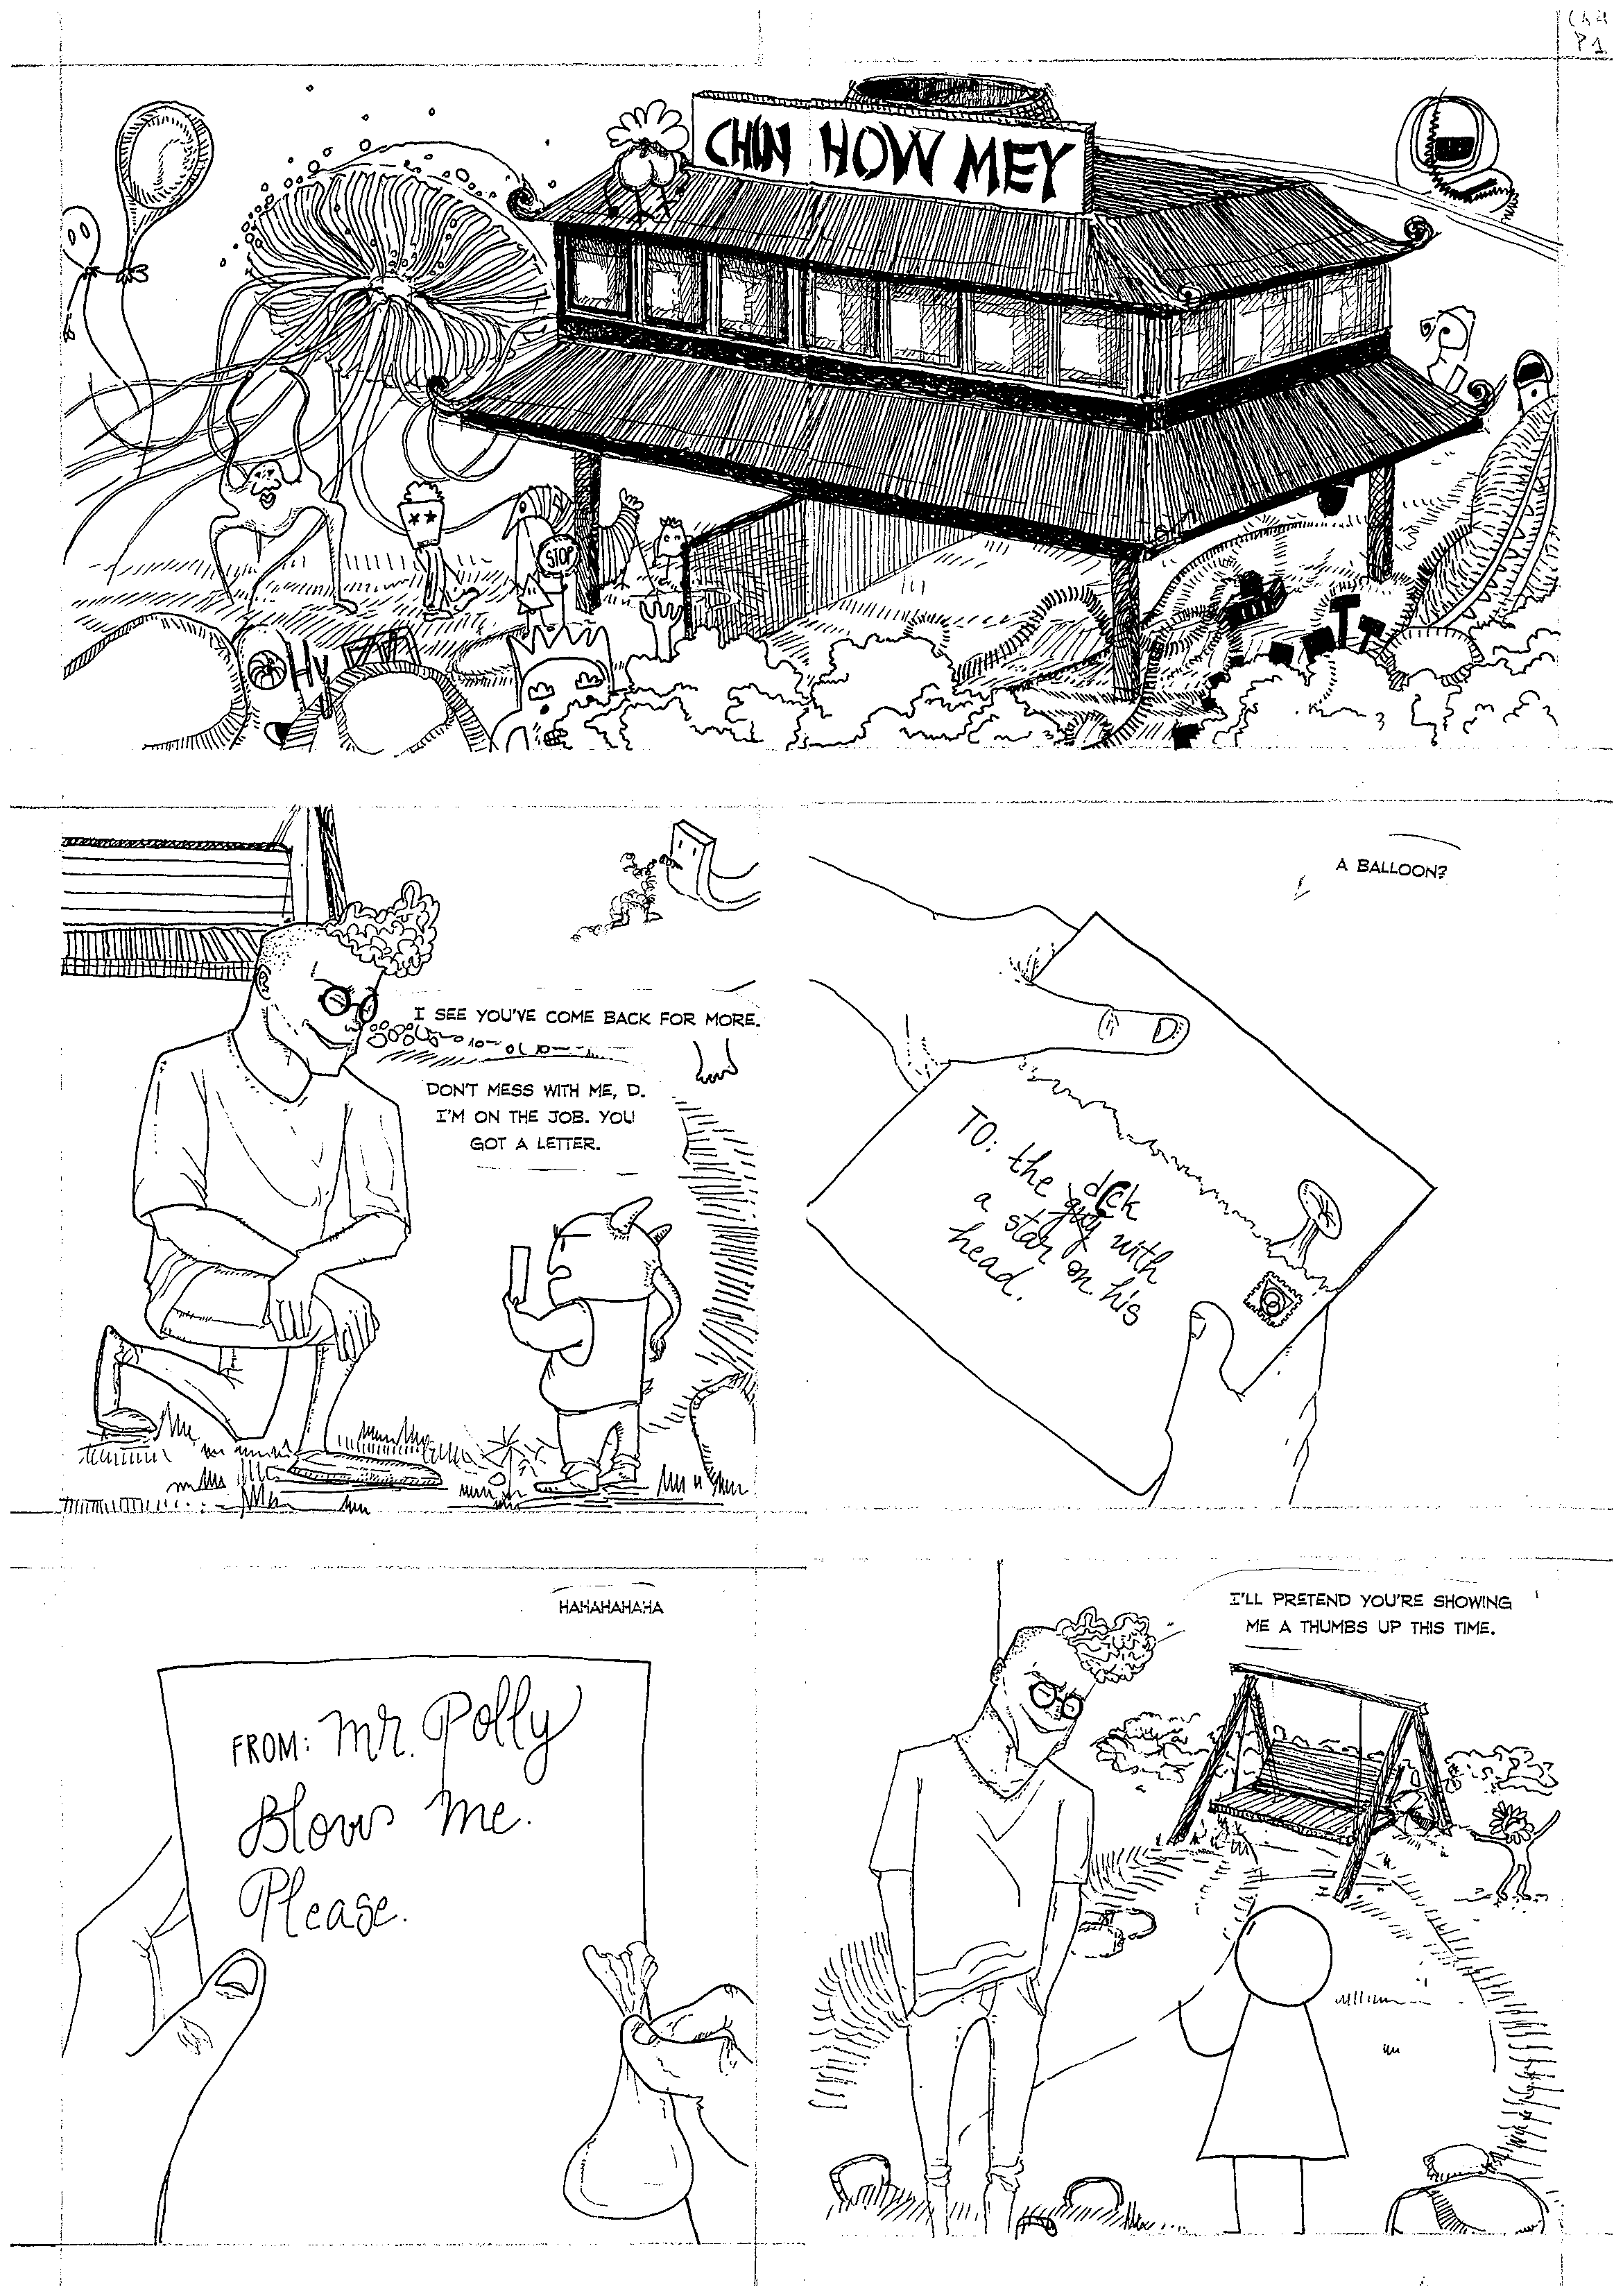 Ch4
P1
CHIN HOW MEY
STOP
I SEE YOU'VE COME BACK FOR MORE.
DON'T MESS WITH ME, D.
I'M ON THE JOB. YOU
GOT A LETTER.
A BALLOON?
TO: the guy dick with
a star on his
head.
HAHAHAHAHA
FROM: Mr. Polly
Blow me.
Please.
I'LL PRETEND YOU'RE SHOWING
ME A THUMBS UP THIS TIME.